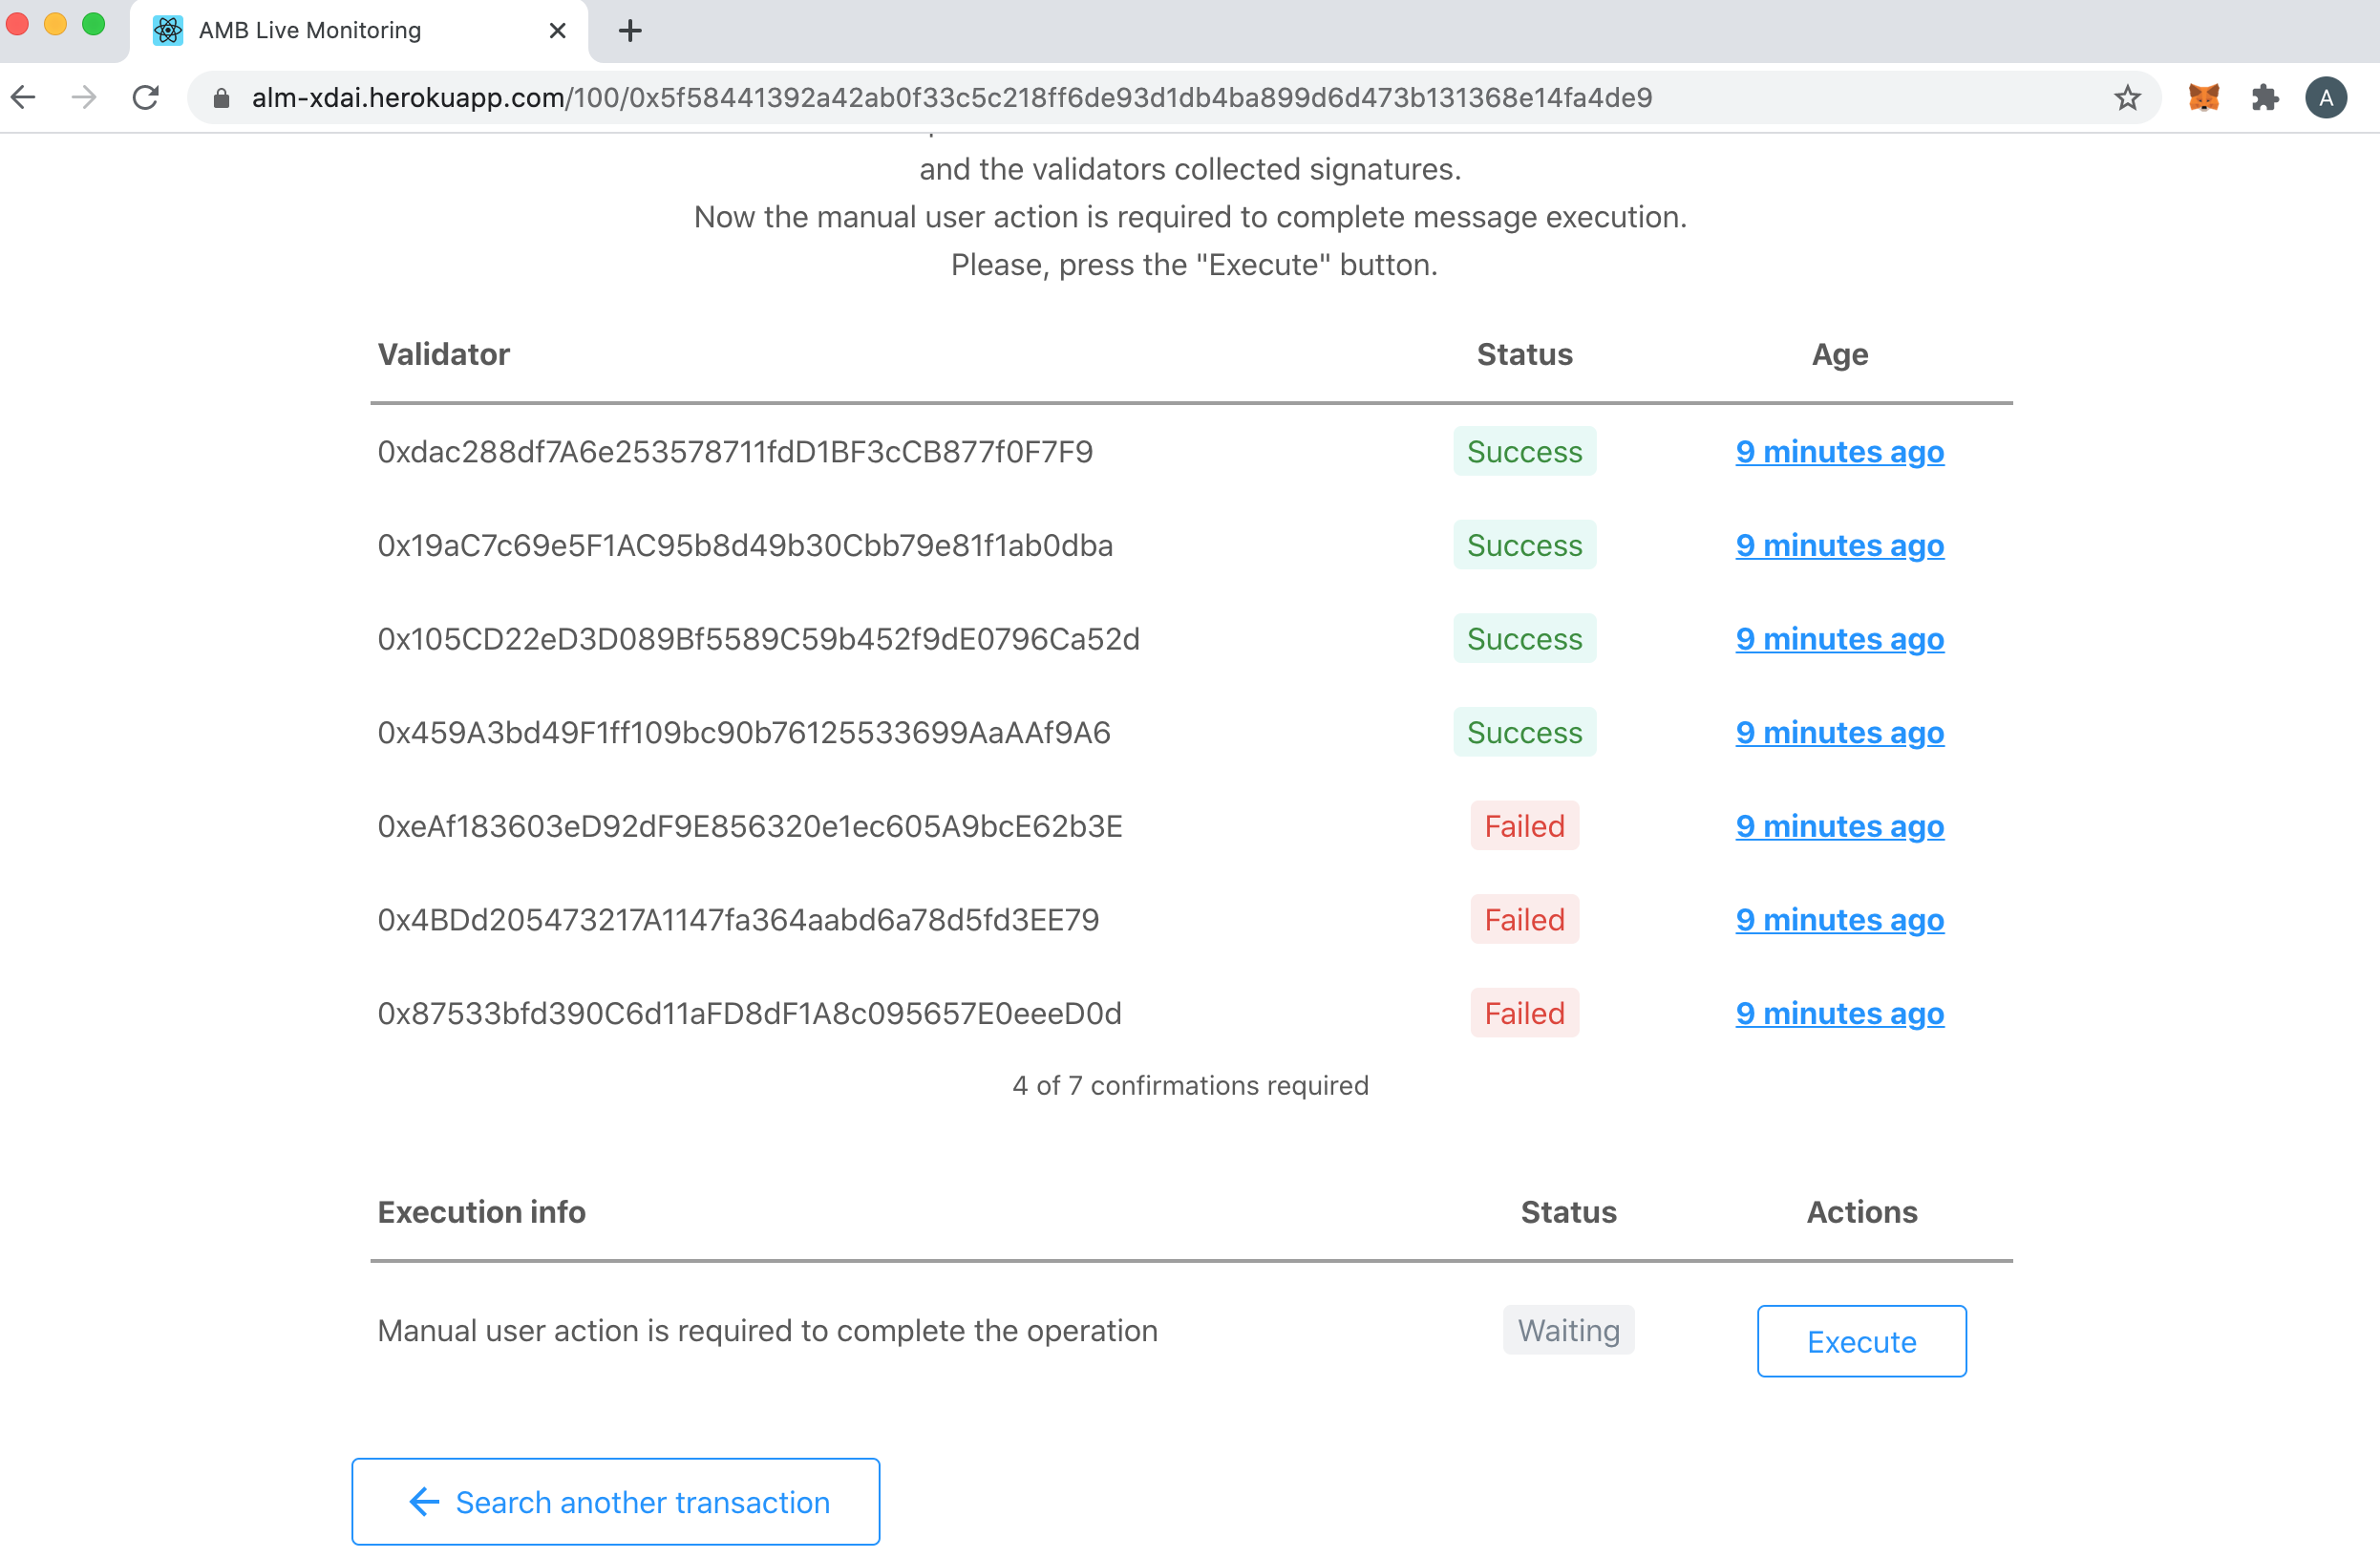 AMB Live Monitoring
alm-xdai.herokuapp.com/100/0x5f58441392a42ab0f33c5c218ff6de93d1db4ba899d6d473b131368e14fa4de9
A
and the validators collected signatures.
Now the manual user action is required to complete message execution.
Please, press the "Execute" button.
Validator Status Age
0xdac288df7A6e253578711fdD1BF3cCB877f0F7F9 Success 9 minutes ago
0x19aC7c69e5F1AC95b8d49b30Cbb79e81f1ab0dba Success 9 minutes ago
0x105CD22eD3D089Bf5589C59b452f9dE0796Ca52d Success 9 minutes ago
0x459A3bd49F1ff109bc90b76125533699AaAAf9A6 Success 9 minutes ago
0xeAf183603eD92dF9E856320e1ec605A9bcE62b3E Failed 9 minutes ago
0x4BDd205473217A1147fa364aabd6a78d5fd3EE79 Failed 9 minutes ago
0x87533bfd390C6d11aFD8dF1A8c095657E0eeeD0d Failed 9 minutes ago
4 of 7 confirmations required
Execution info Status Actions
Manual user action is required to complete the operation Waiting Execute
Search another transaction